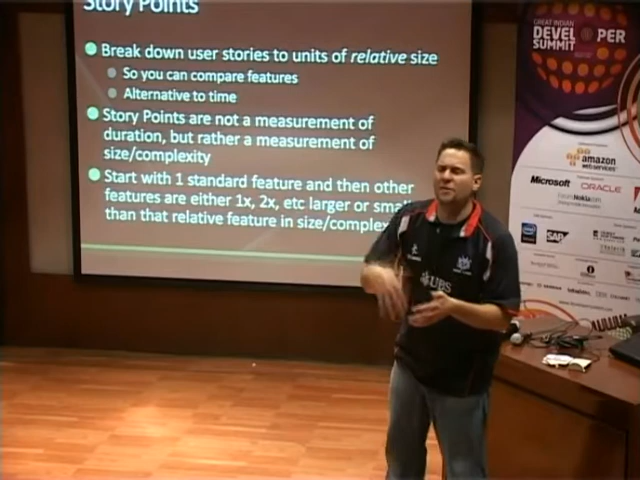 Story Points
Break down user stories to units of relative size
So you can compare features
Alternative to time
Story Points are not a measurement of
duration, but rather a measurement of
size/complexity
Start with 1 standard feature and then other
features are either 1x, 2x, etc larger or
than that relative feature in
GREAT INDIAN
DEVEL PER
SUMMIT
amazon
webservices
Microsoft
ORACLE
intel
SAP
UBS